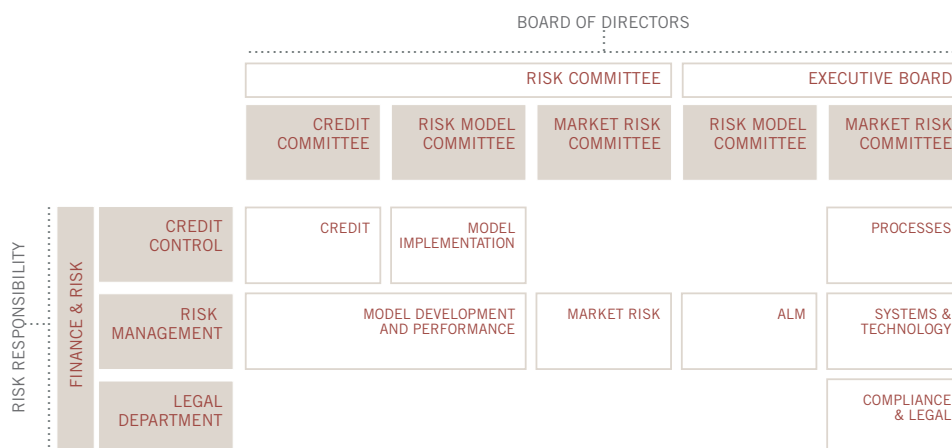 BOARD OF DIRECTORS
RISK COMMITTEE
EXECUTIVE BOARD
CREDIT
COMMITTEE
RISK MODEL
COMMITTEE
MARKET RISK
COMMITTEE
RISK MODEL
COMMITTEE
MARKET RISK
COMMITTEE
RISK RESPONSIBILITY
FINANCE & RISK
CREDIT
CONTROL
CREDIT
MODEL
IMPLEMENTATION
PROCESSES
RISK
MANAGEMENT
MODEL DEVELOPMENT
AND PERFORMANCE
MARKET RISK
ALM
SYSTEMS &
TECHNOLOGY
LEGAL
DEPARTMENT
COMPLIANCE
& LEGAL